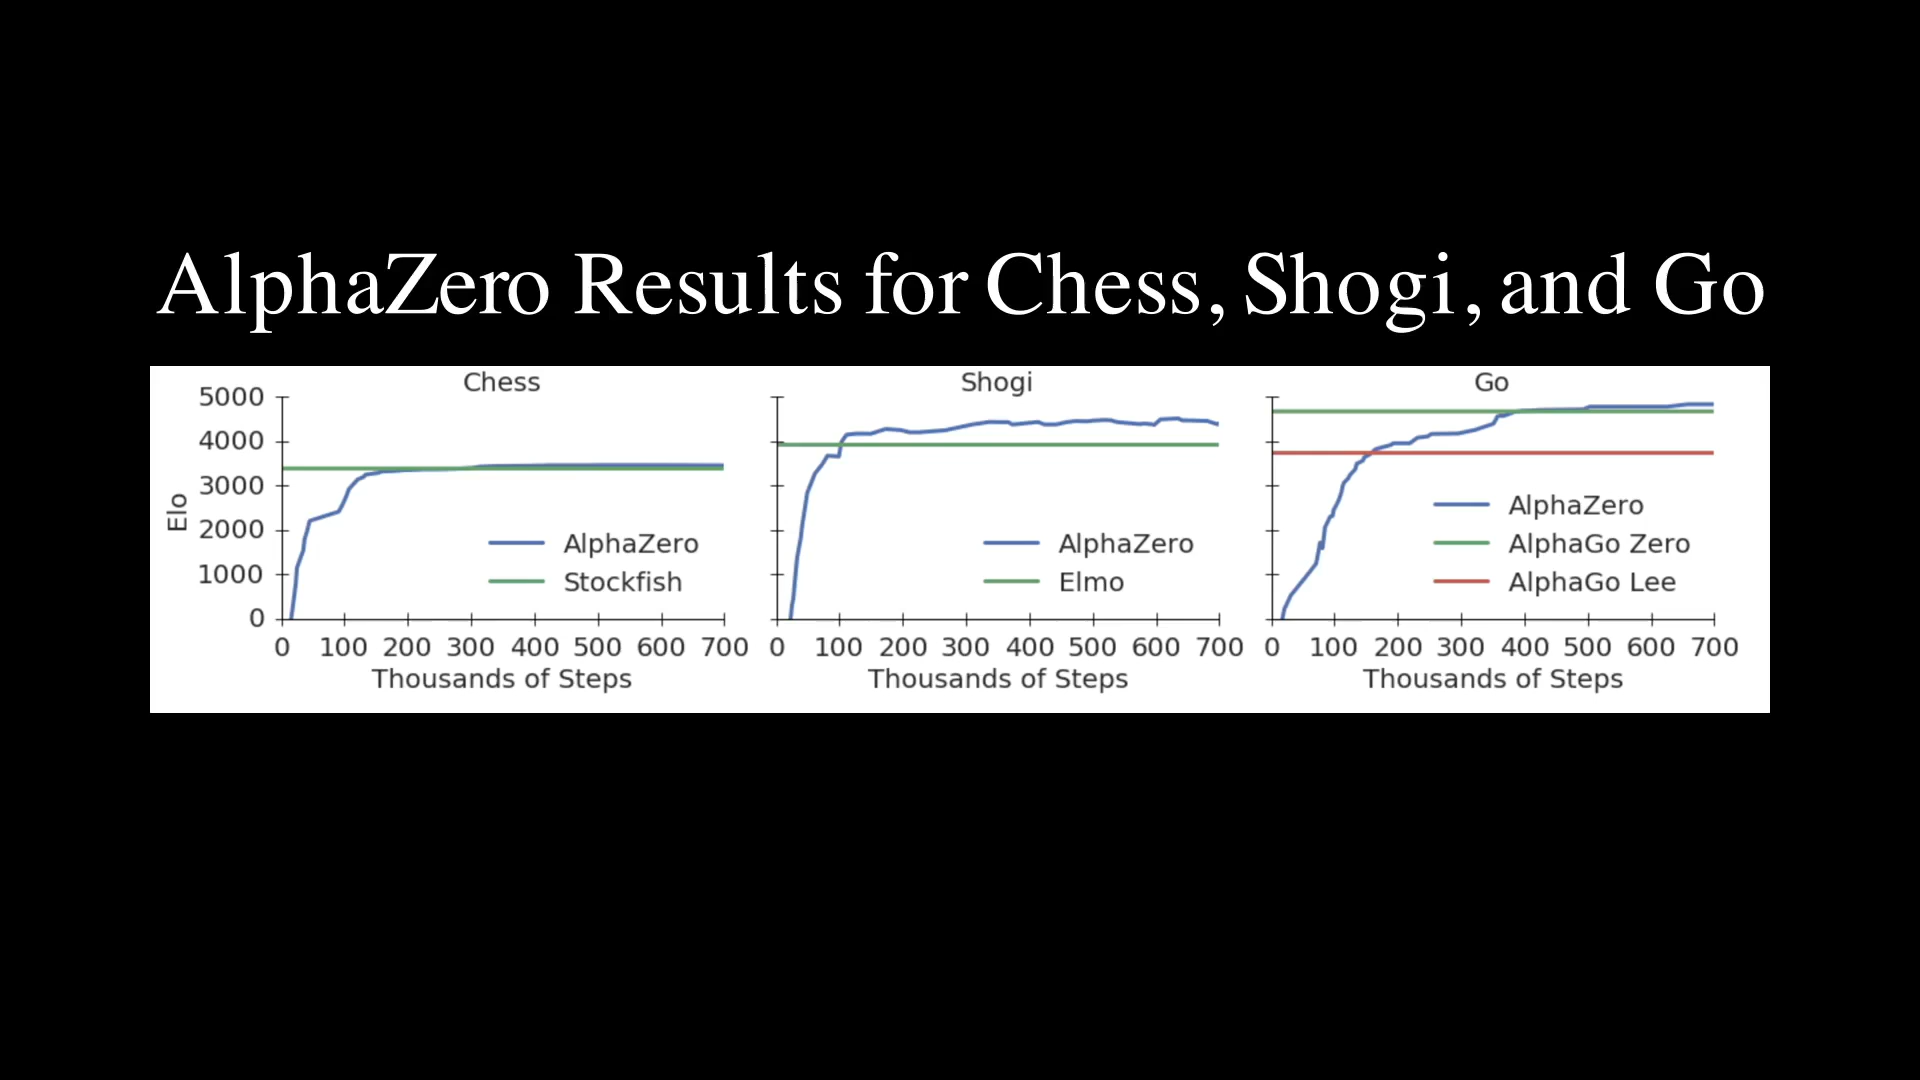 AlphaZero Results for Chess, Shogi, and Go
Chess
5000
4000
3000
2000
1000
0
Elo
AlphaZero
Stockfish
0 100 200 300 400 500 600 700
Thousands of Steps
Shogi
AlphaZero
Elmo
0 100 200 300 400 500 600 700
Thousands of Steps
Go
AlphaZero
AlphaGo Zero
AlphaGo Lee
0 100 200 300 400 500 600 700
Thousands of Steps